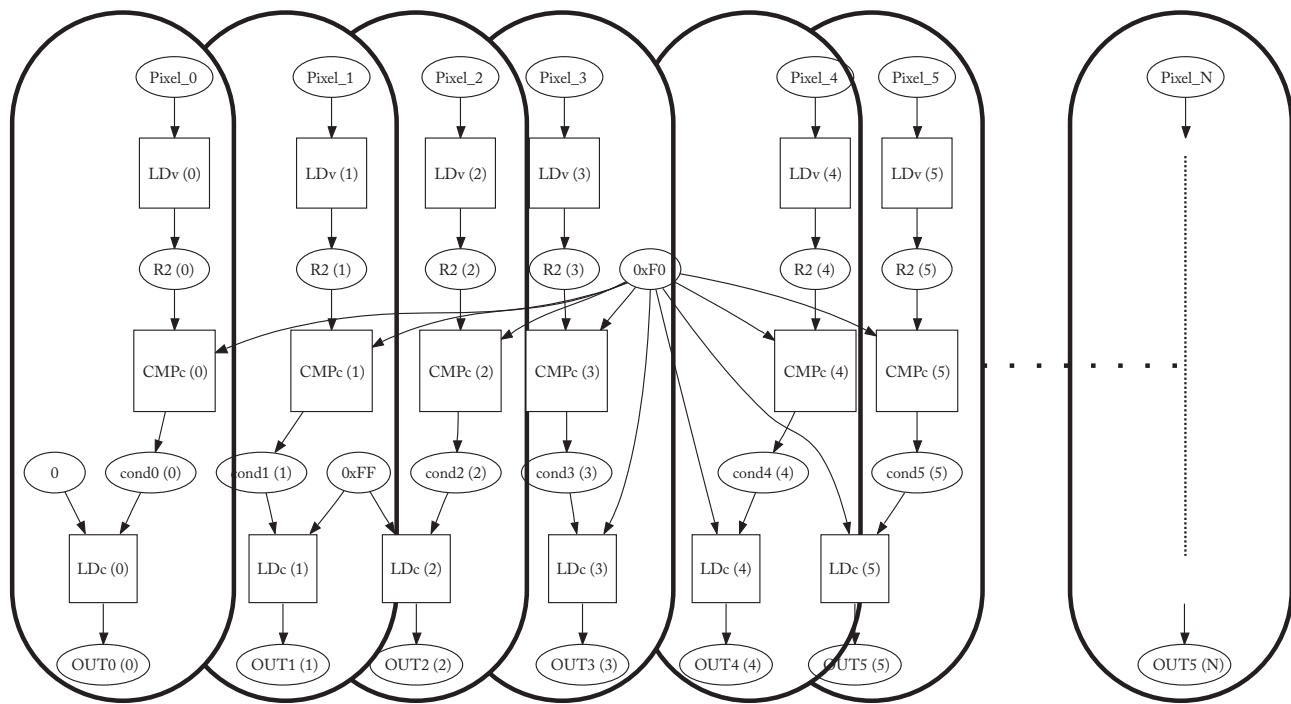 Pixel_0 Pixel_1 Pixel_2 Pixel_3 Pixel_4 Pixel_5 Pixel_N
LDv (0) LDv (1) LDv (2) LDv (3) LDv (4) LDv (5)
R2 (0) R2 (1) R2 (2) R2 (3) 0xF0 R2 (4) R2 (5)
CMPc (0) CMPc (1) CMPc (2) CMPc (3) CMPc (4) CMPc (5)
0 cond0 (0) cond1 (1) 0xFF cond2 (2) cond3 (3) cond4 (4) cond5 (5)
LDc (0) LDc (1) LDc (2) LDc (3) LDc (4) LDc (5)
OUT0 (0) OUT1 (1) OUT2 (2) OUT3 (3) OUT4 (4) OUT5 (5) OUT5 (N)